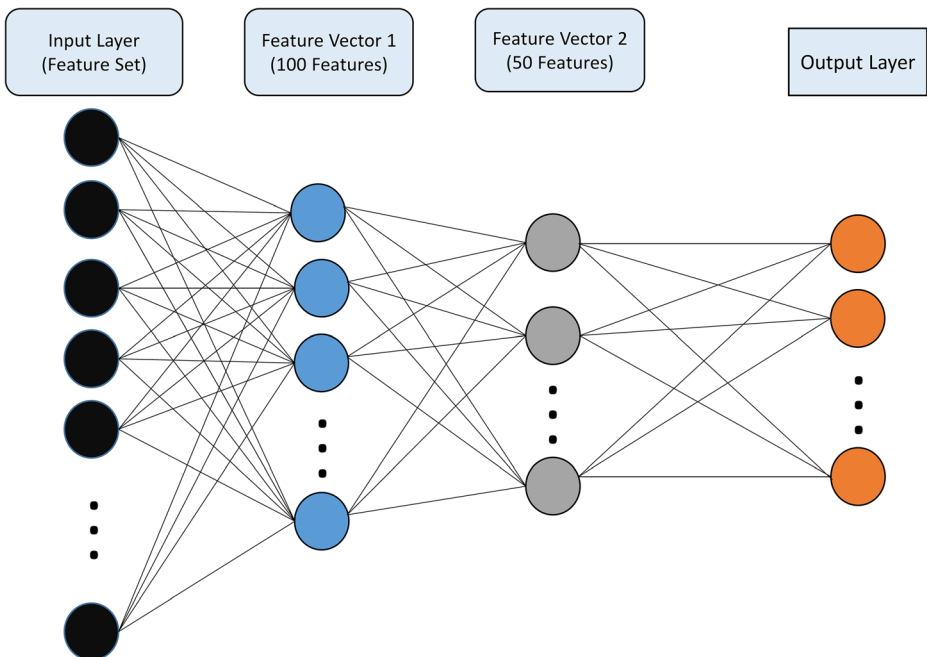 Input Layer
(Feature Set)
Feature Vector 1
(100 Features)
Feature Vector 2
(50 Features)
Output Layer